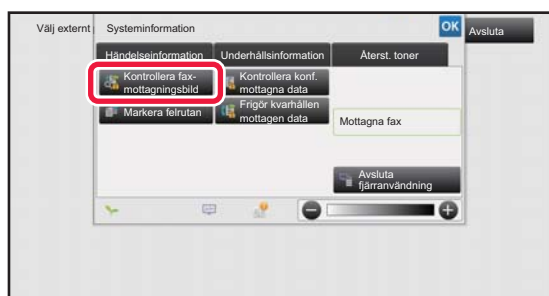 Välj externt
Systeminformation
OK
Avsluta
Händelseinformation
Underhållsinformation
Återst. toner
Kontrollera fax-
mottagningsbild
Kontrollera konf.
mottagna data
Markera felrutan
Frigör kvarhållen
mottagen data
Mottagna fax
Avsluta
fjärranvändning